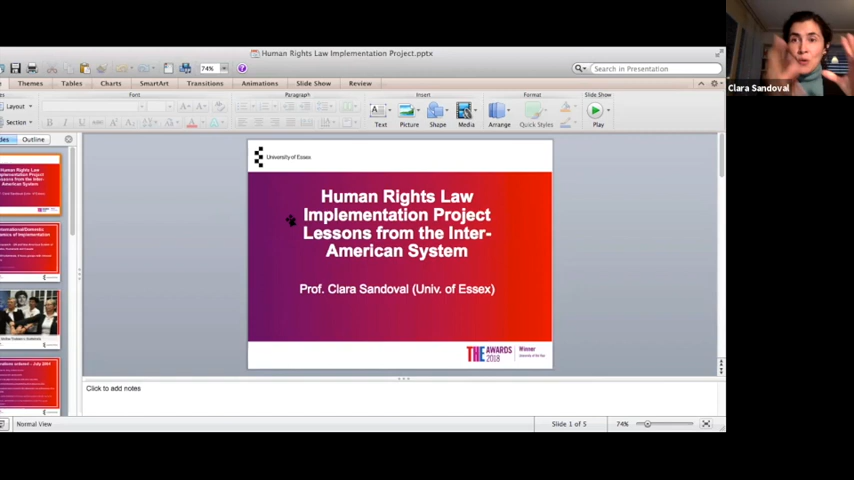 Human Rights Law Implementation Project.pptx
74%
Search in Presentation
Themes
Tables
Charts
SmartArt
Transitions
Animations
Slide Show
Review
Font
Paragraph
Insert
Format
Layout
Section
Text
Picture
Shape
Media
Arrange
Quick Styles
Play
Outline
University of Essex
Human Rights Law
Implementation Project
Lessons from the Inter-
American System
Prof. Clara Sandoval (Univ. of Essex)
THE AWARDS
2018
Winner
Click to add notes
Normal View
Slide 1 of 5
74%
Clara Sandoval